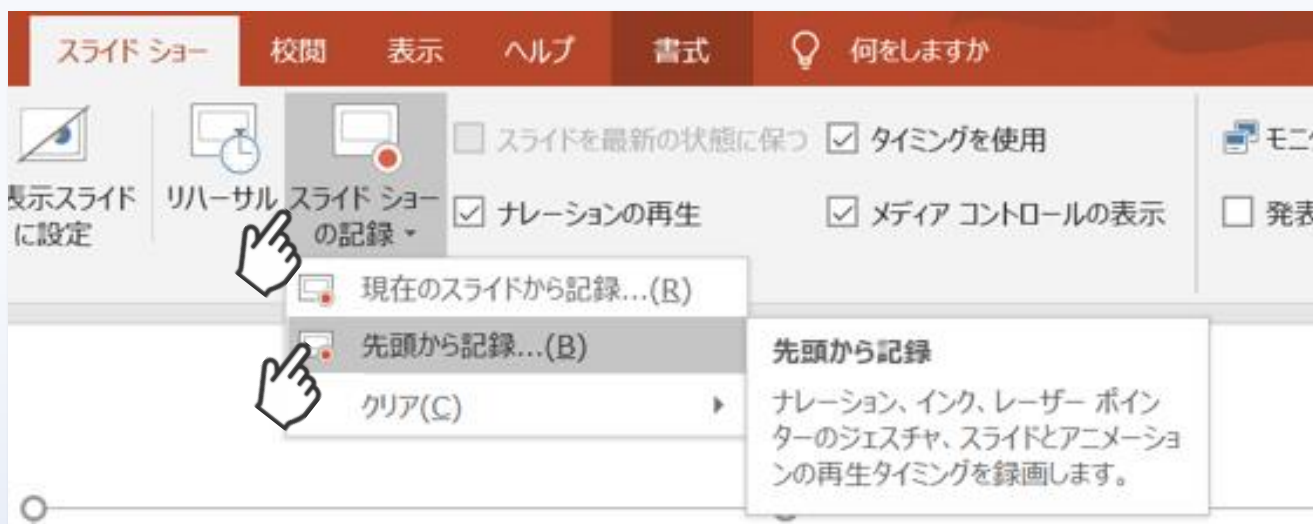 スライド ショー 校閲 表示 ヘルプ 書式 何をしますか
スライドを最新の状態に保つ タイミングを使用
表示スライド
に設定
リハーサル
スライド ショー
の記録
ナレーションの再生 メディア コントロールの表示
現在のスライドから記録...(R)
先頭から記録...(B)
クリア(C)
先頭から記録
ナレーション、インク、レーザー ポイン
ターのジェスチャ、スライドとアニメーショ
ンの再生タイミングを録画します。